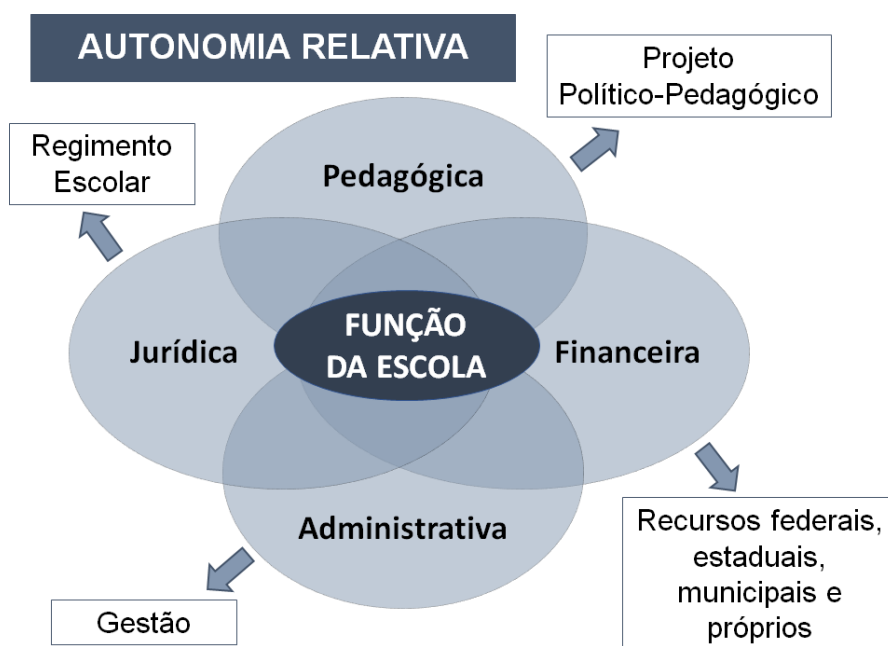 AUTONOMIA RELATIVA
Projeto
Político-Pedagógico
Regimento
Escolar
Pedagógica
FUNÇÃO
DA ESCOLA
Jurídica
Financeira
Administrativa
Recursos federais,
estaduais,
municipais e
próprios
Gestão